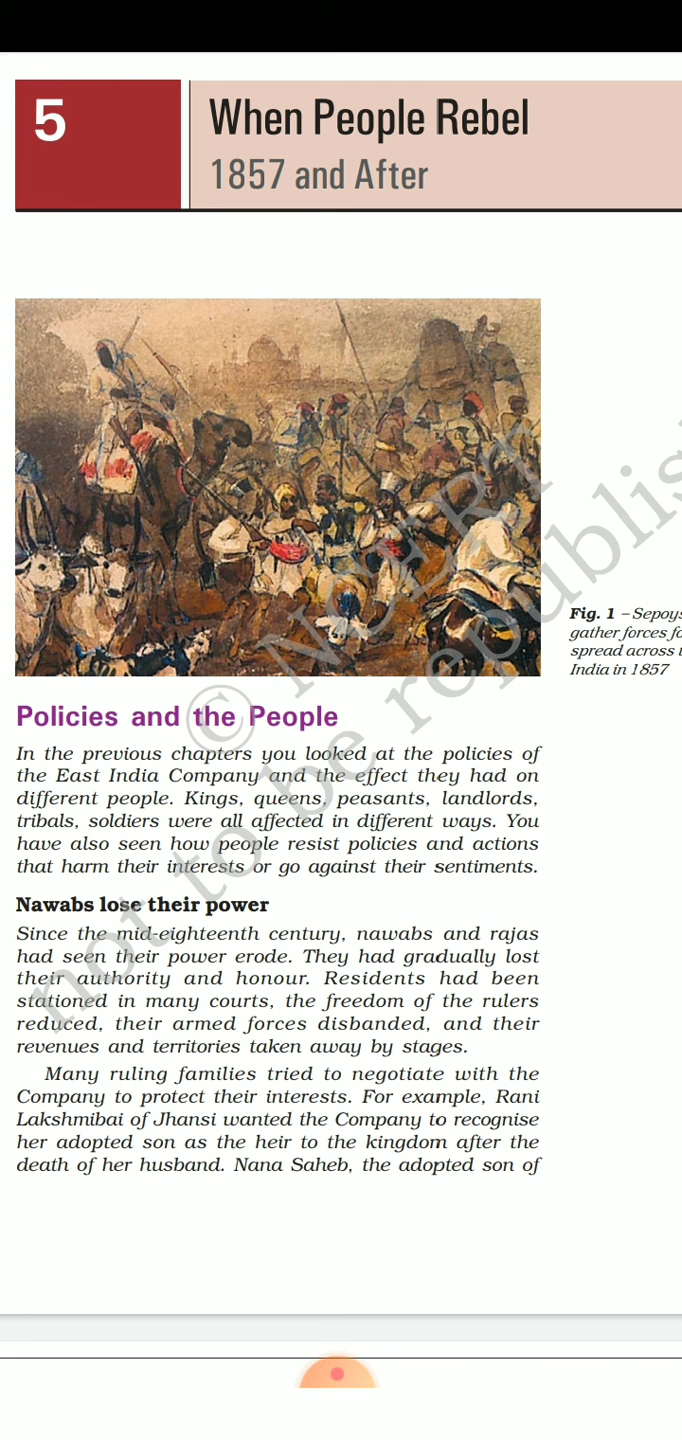 5
When People Rebel
1857 and After
Fig. 1 – Sepoys
gather forces fo
spread across t
India in 1857
Policies and the People
In the previous chapters you looked at the policies of
the East India Company and the effect they had on
different people. Kings, queens, peasants, landlords,
tribals, soldiers were all affected in different ways. You
have also seen how people resist policies and actions
that harm their interests or go against their sentiments.
Nawabs lose their power
Since the mid-eighteenth century, nawabs and rajas
had seen their power erode. They had gradually lost
their authority and honour. Residents had been
stationed in many courts, the freedom of the rulers
reduced, their armed forces disbanded, and their
revenues and territories taken away by stages.
Many ruling families tried to negotiate with the
Company to protect their interests. For example, Rani
Lakshmibai of Jhansi wanted the Company to recognise
her adopted son as the heir to the kingdom after the
death of her husband. Nana Saheb, the adopted son of
© NCERT
not to be republis